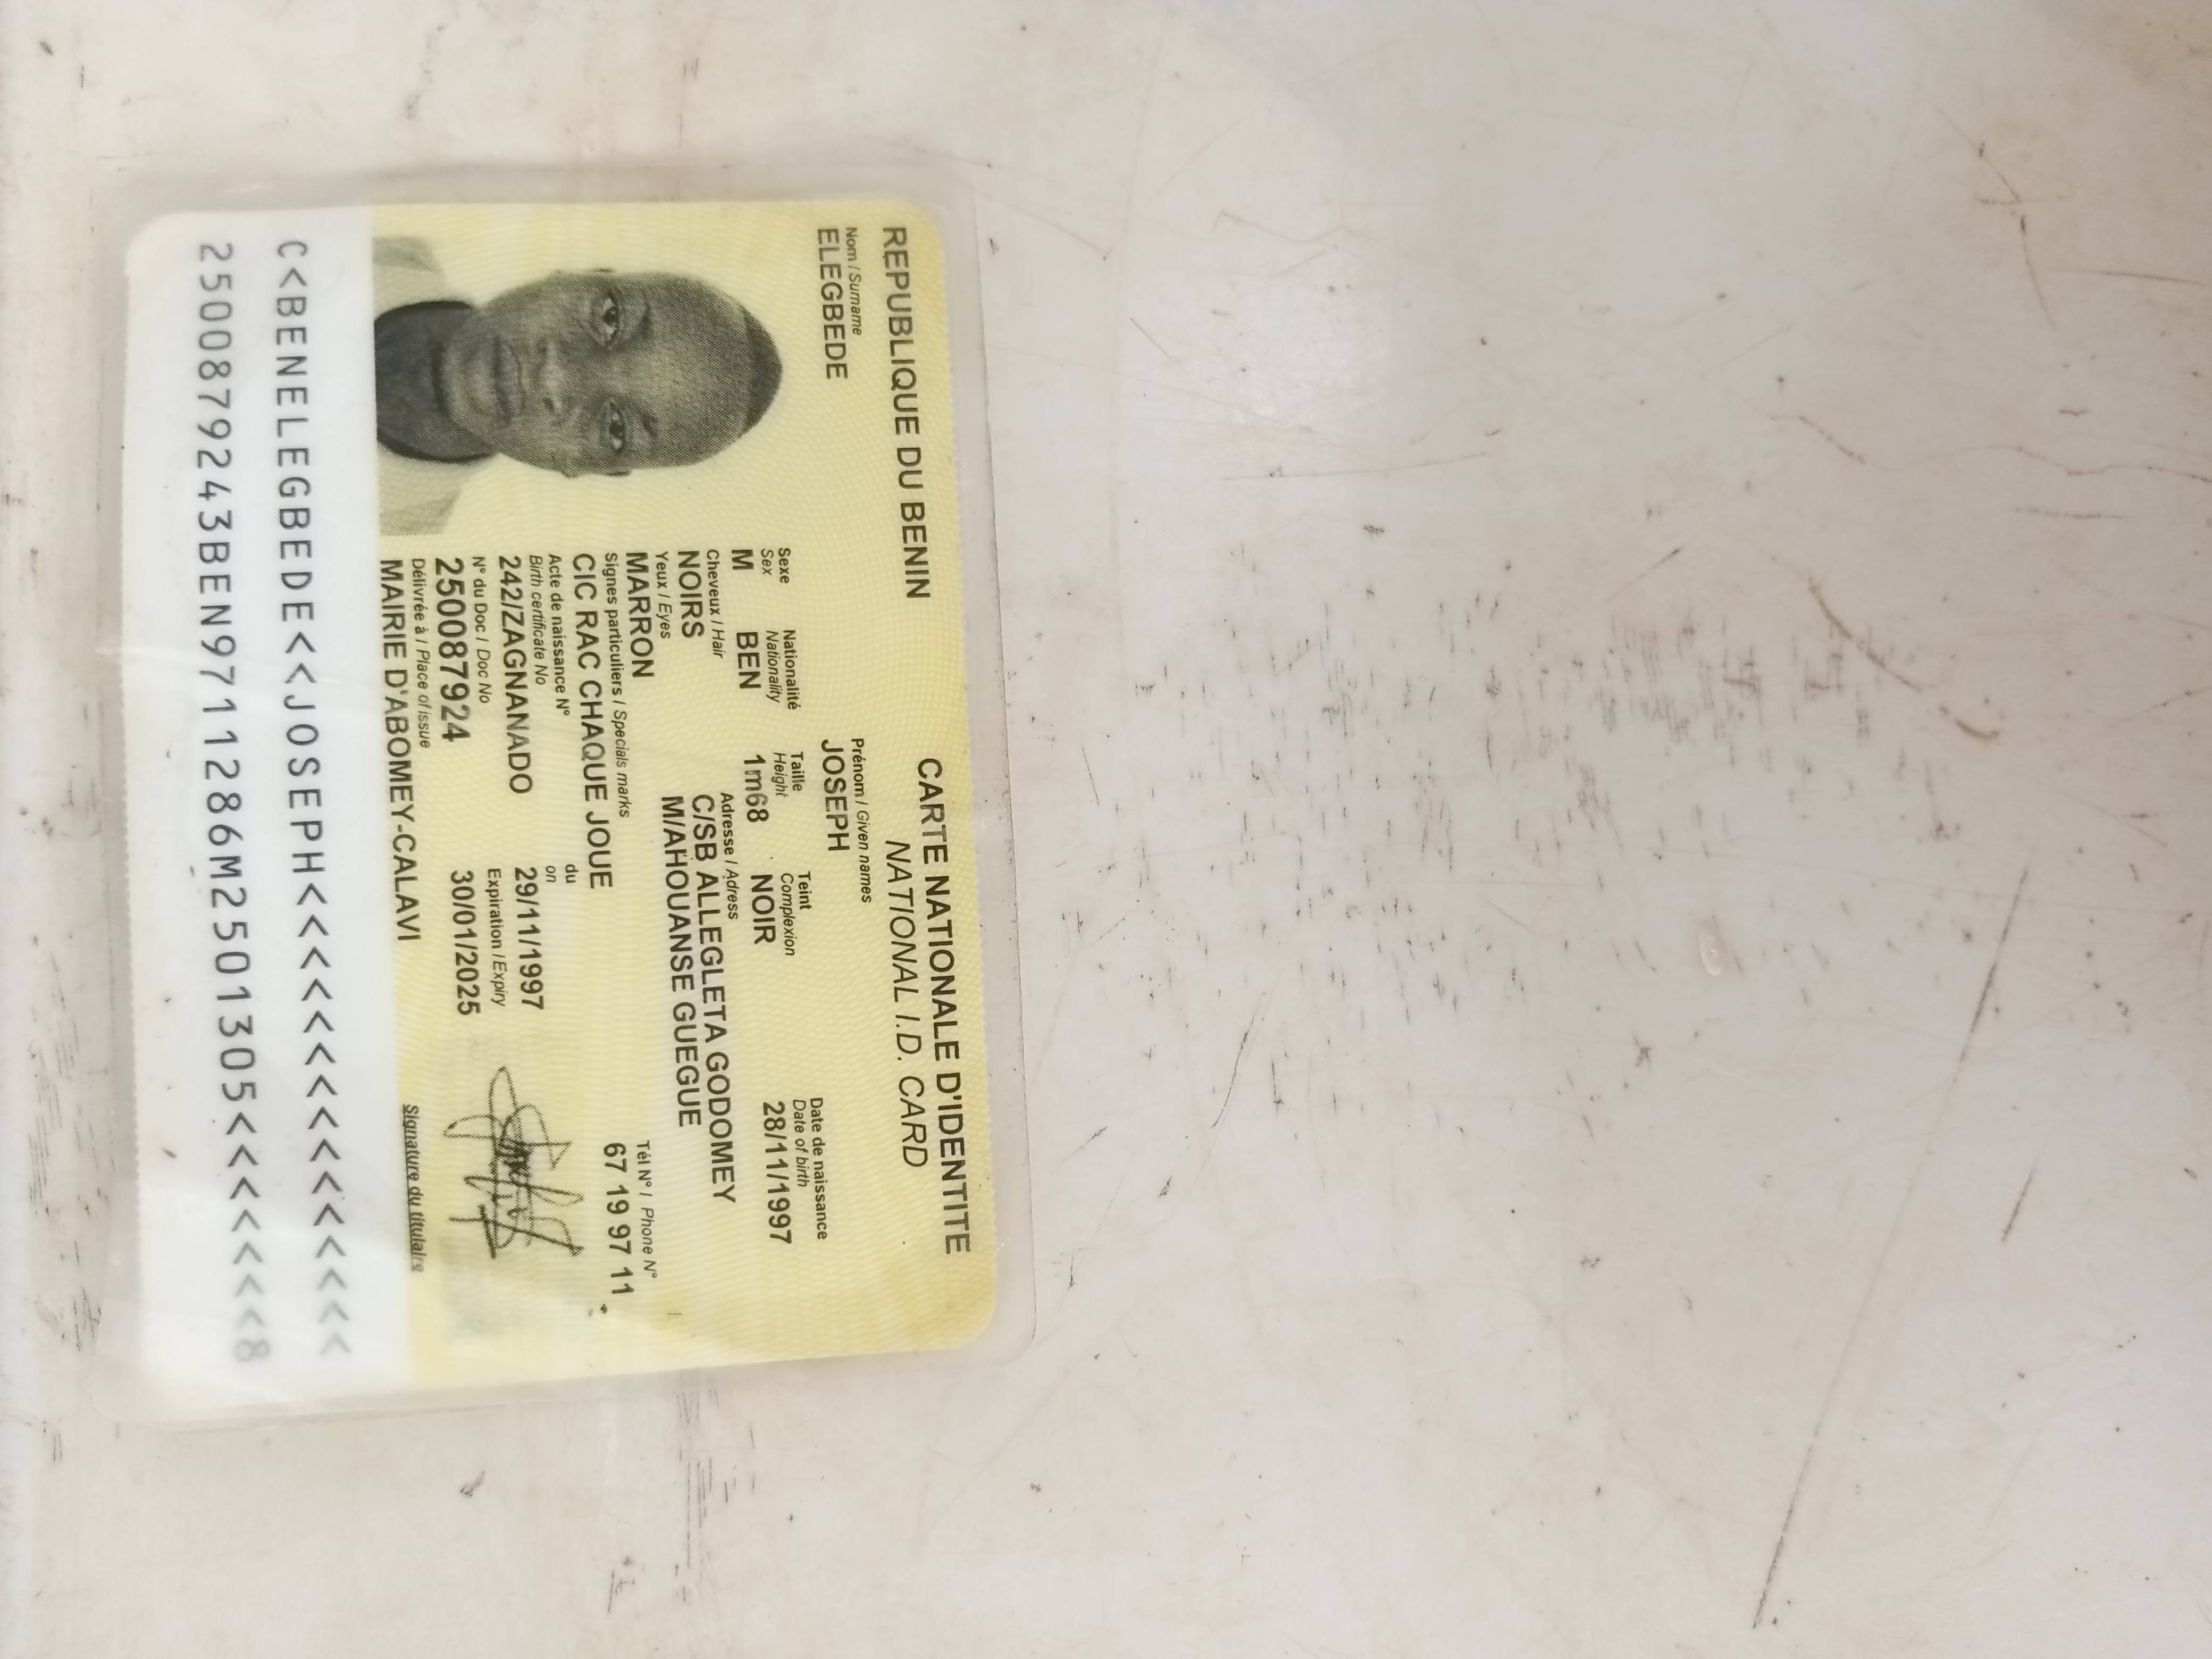 REPUBLIQUE DU BENIN
CARTE NATIONALE D'IDENTITE
NATIONAL I.D. CARD
Nom / Surname
ELEGBEDE
Prénom / Given names
JOSEPH
Sexe
Sex
M
Nationalité
Nationality
BEN
Taille
Height
1m68
Teint
Complexion
NOIR
Date de naissance
Date of birth
28/11/1997
Cheveux / Hair
NOIRS
Adresse / Adress
C/SB ALLEGLETA GODOMEY
M/AHOUANSE GUEGUE
Yeux / Eyes
MARRON
Tél N° / Phone N°
67 19 97 11
Signes particuliers / Specials marks
CIC RAC CHAQUE JOUE
Acte de naissance N°
Birth certificate No
242/ZAGNANADO
du
on
29/11/1997
N° du Doc / Doc No
250087924
Expiration / Expiry
30/01/2025
Délivrée à / Place of issue
MAIRIE D'ABOMEY-CALAVI
Signature du titulaire
C<BENELEGBEDE<<JOSEPH<<<<<<<<<<<<<<<
2500879243BEN9711286M2501305<<<<<<<8